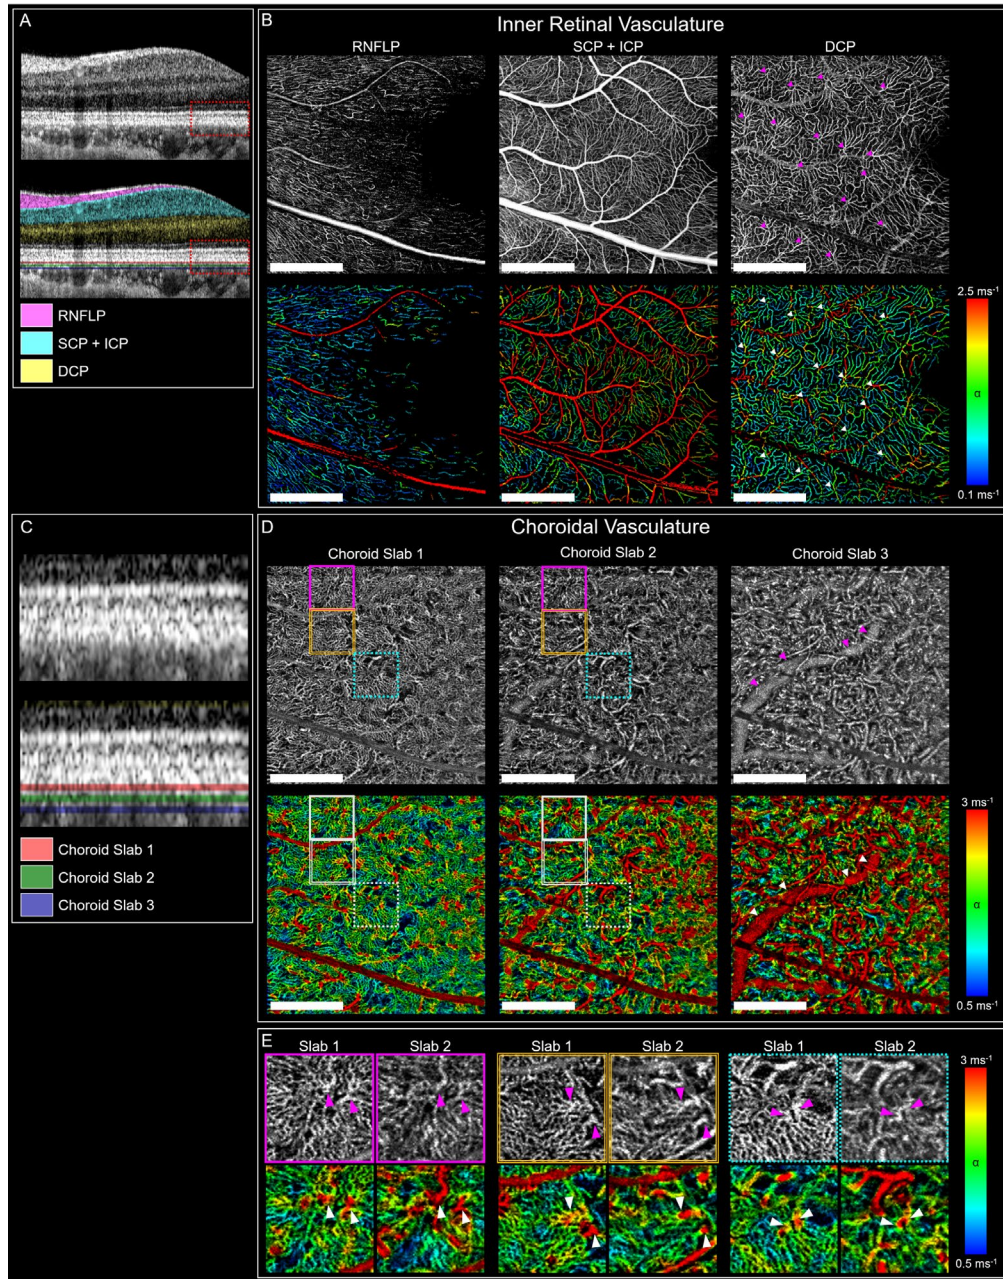 A
RNFLP
SCP + ICP
DCP
B
Inner Retinal Vasculature
RNFLP
SCP + ICP
DCP
2.5 ms⁻¹
α
0.1 ms⁻¹
C
Choroid Slab 1
Choroid Slab 2
Choroid Slab 3
D
Choroidal Vasculature
Choroid Slab 1
Choroid Slab 2
Choroid Slab 3
3 ms⁻¹
α
0.5 ms⁻¹
E
Slab 1
Slab 2
Slab 1
Slab 2
Slab 1
Slab 2
3 ms⁻¹
α
0.5 ms⁻¹